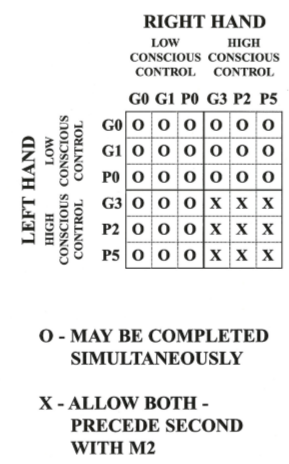 RIGHT HAND
LOW HIGH
CONSCIOUS CONSCIOUS
CONTROL CONTROL
G0 G1 P0 G3 P2 P5
LEFT HAND
LOW
CONSCIOUS
CONTROL
HIGH
CONSCIOUS
CONTROL
G0 O O O O O O
G1 O O O O O O
P0 O O O O O O
G3 O O O X X X
P2 O O O X X X
P5 O O O X X X
O - MAY BE COMPLETED
SIMULTANEOUSLY
X - ALLOW BOTH -
PRECEDE SECOND
WITH M2